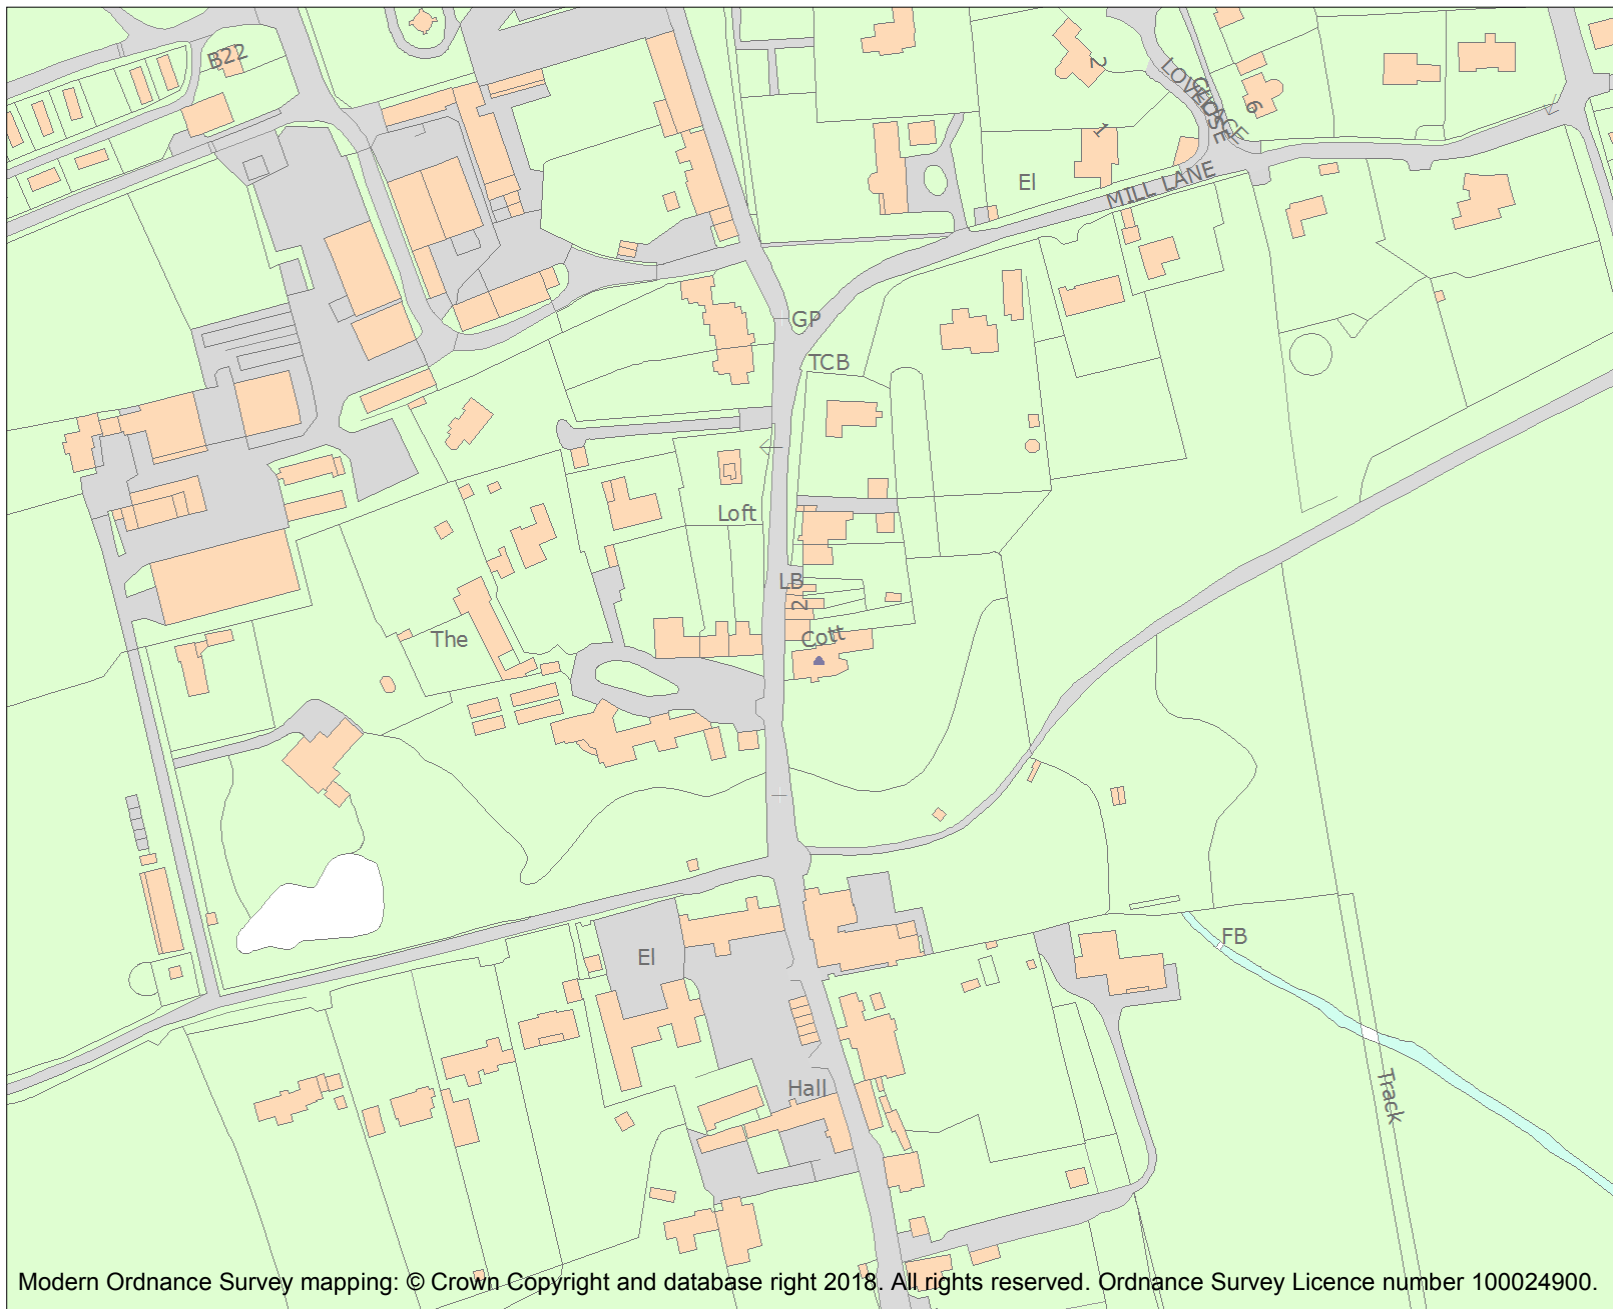 B22
2
LOVELACE
CLOSE
6
1
El
MILL LANE
GP
TCB
Loft
LB
2
Cott
The
El
FB
Hall
Track
Modern Ordnance Survey mapping: © Crown Copyright and database right 2018. All rights reserved. Ordnance Survey Licence number 100024900.